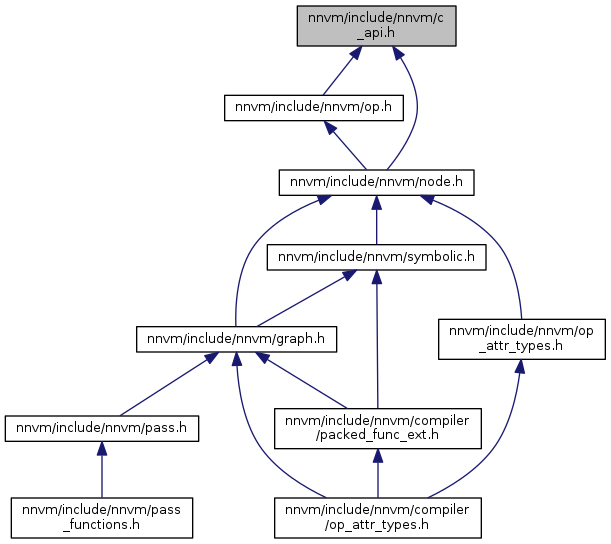 nnvm/include/nnvm/c
_api.h
nnvm/include/nnvm/op.h
nnvm/include/nnvm/node.h
nnvm/include/nnvm/symbolic.h
nnvm/include/nnvm/graph.h
nnvm/include/nnvm/op
_attr_types.h
nnvm/include/nnvm/pass.h
nnvm/include/nnvm/compiler
/packed_func_ext.h
nnvm/include/nnvm/pass
_functions.h
nnvm/include/nnvm/compiler
/op_attr_types.h